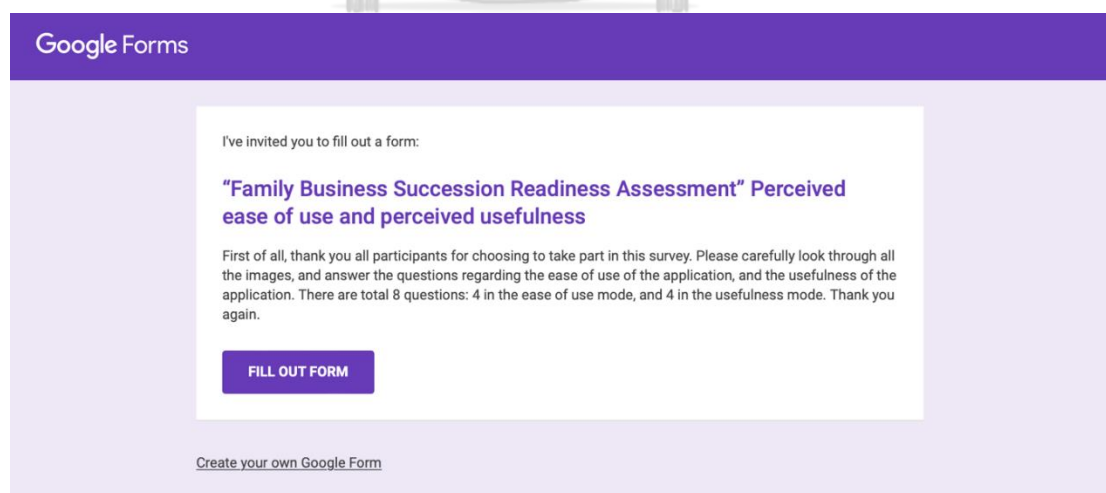 Google Forms
I've invited you to fill out a form:
“Family Business Succession Readiness Assessment” Perceived
ease of use and perceived usefulness
First of all, thank you all participants for choosing to take part in this survey. Please carefully look through all
the images, and answer the questions regarding the ease of use of the application, and the usefulness of the
application. There are total 8 questions: 4 in the ease of use mode, and 4 in the usefulness mode. Thank you
again.
FILL OUT FORM
Create your own Google Form